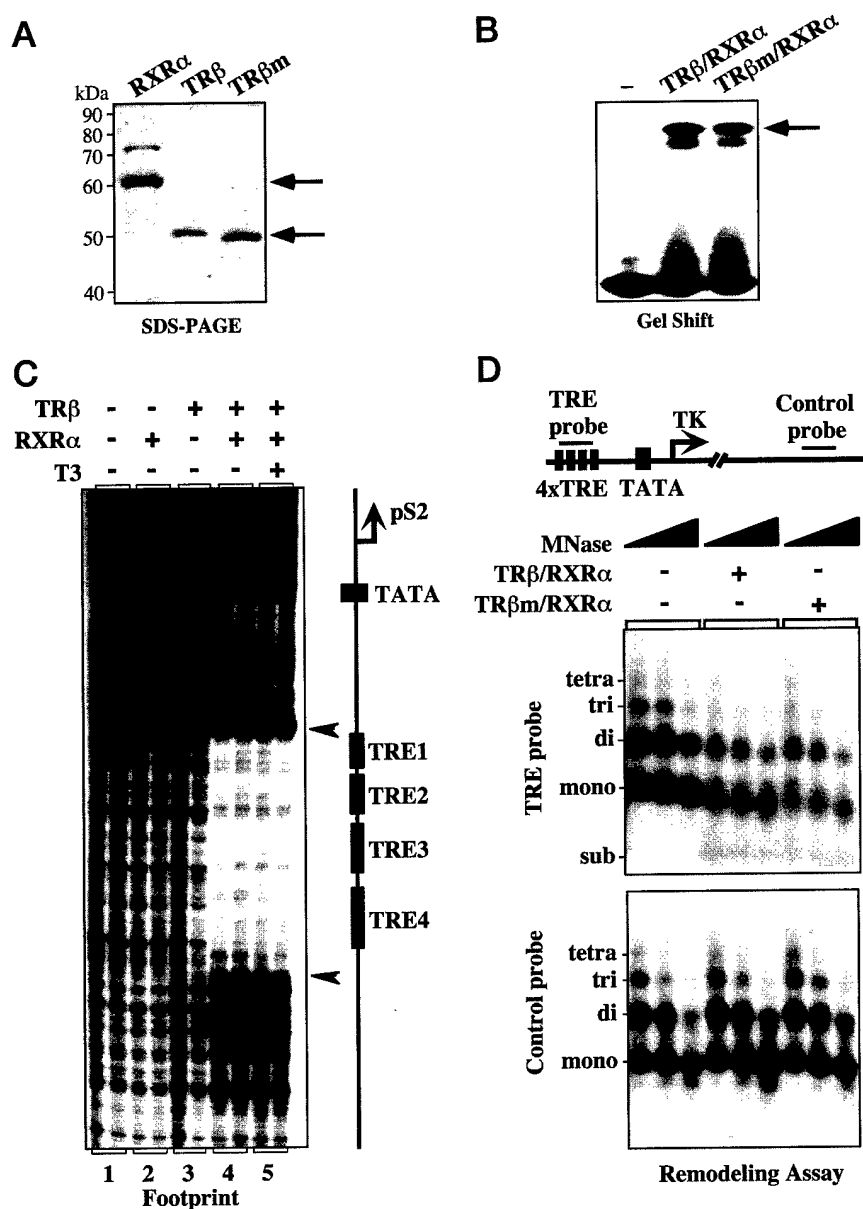 A
RXRα
TRβ
TRβm
kDa
90
80
70
60
50
40
SDS-PAGE
B
–
TRβ/RXRα
TRβm/RXRα
Gel Shift
C
TRβ - - + + +
RXRα - + - + +
T3 - - - - +
pS2
TATA
TRE1
TRE2
TRE3
TRE4
1 2 3 4 5
Footprint
D
TRE probe
TK
Control probe
4xTRE TATA
MNase
TRβ/RXRα - + -
TRβm/RXRα - - +
TRE probe
tetra
tri
di
mono
sub
Control probe
tetra
tri
di
mono
Remodeling Assay